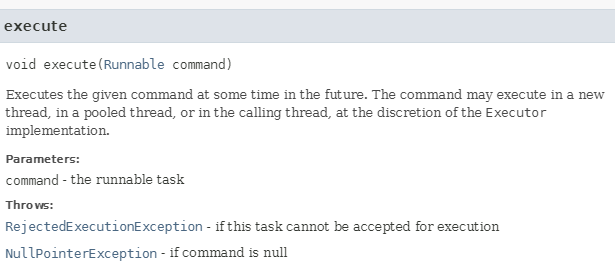 execute
void execute(Runnable command)
Executes the given command at some time in the future. The command may execute in a new
thread, in a pooled thread, or in the calling thread, at the discretion of the Executor
implementation.
Parameters:
command - the runnable task
Throws:
RejectedExecutionException - if this task cannot be accepted for execution
NullPointerException - if command is null